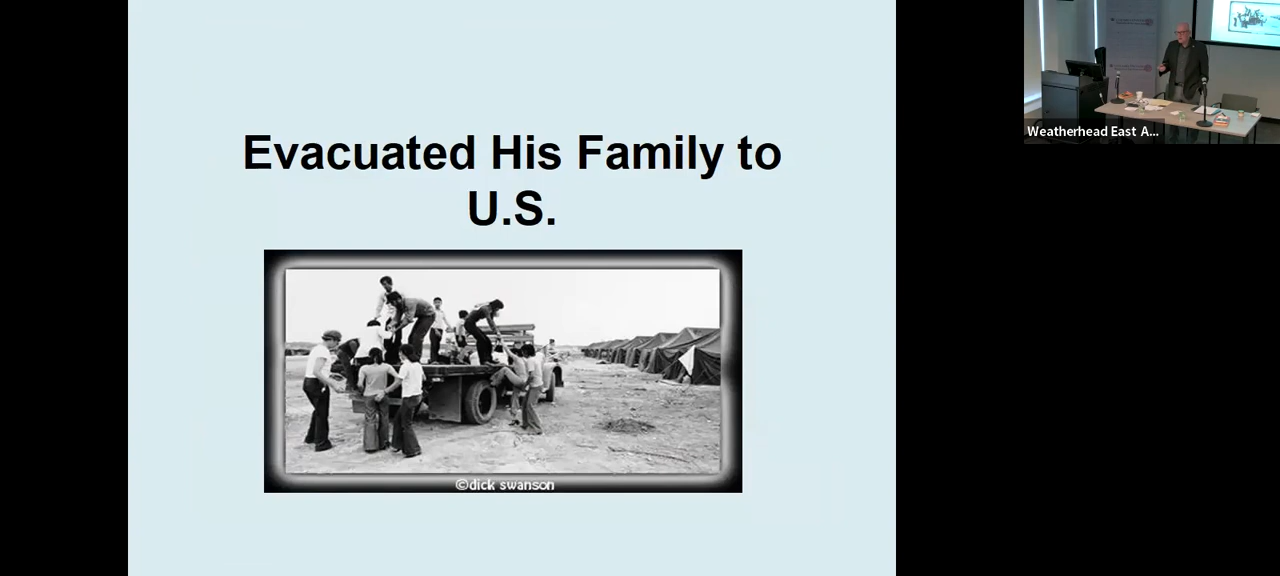 Evacuated His Family to
U.S.
©dick swanson
Weatherhead East A...